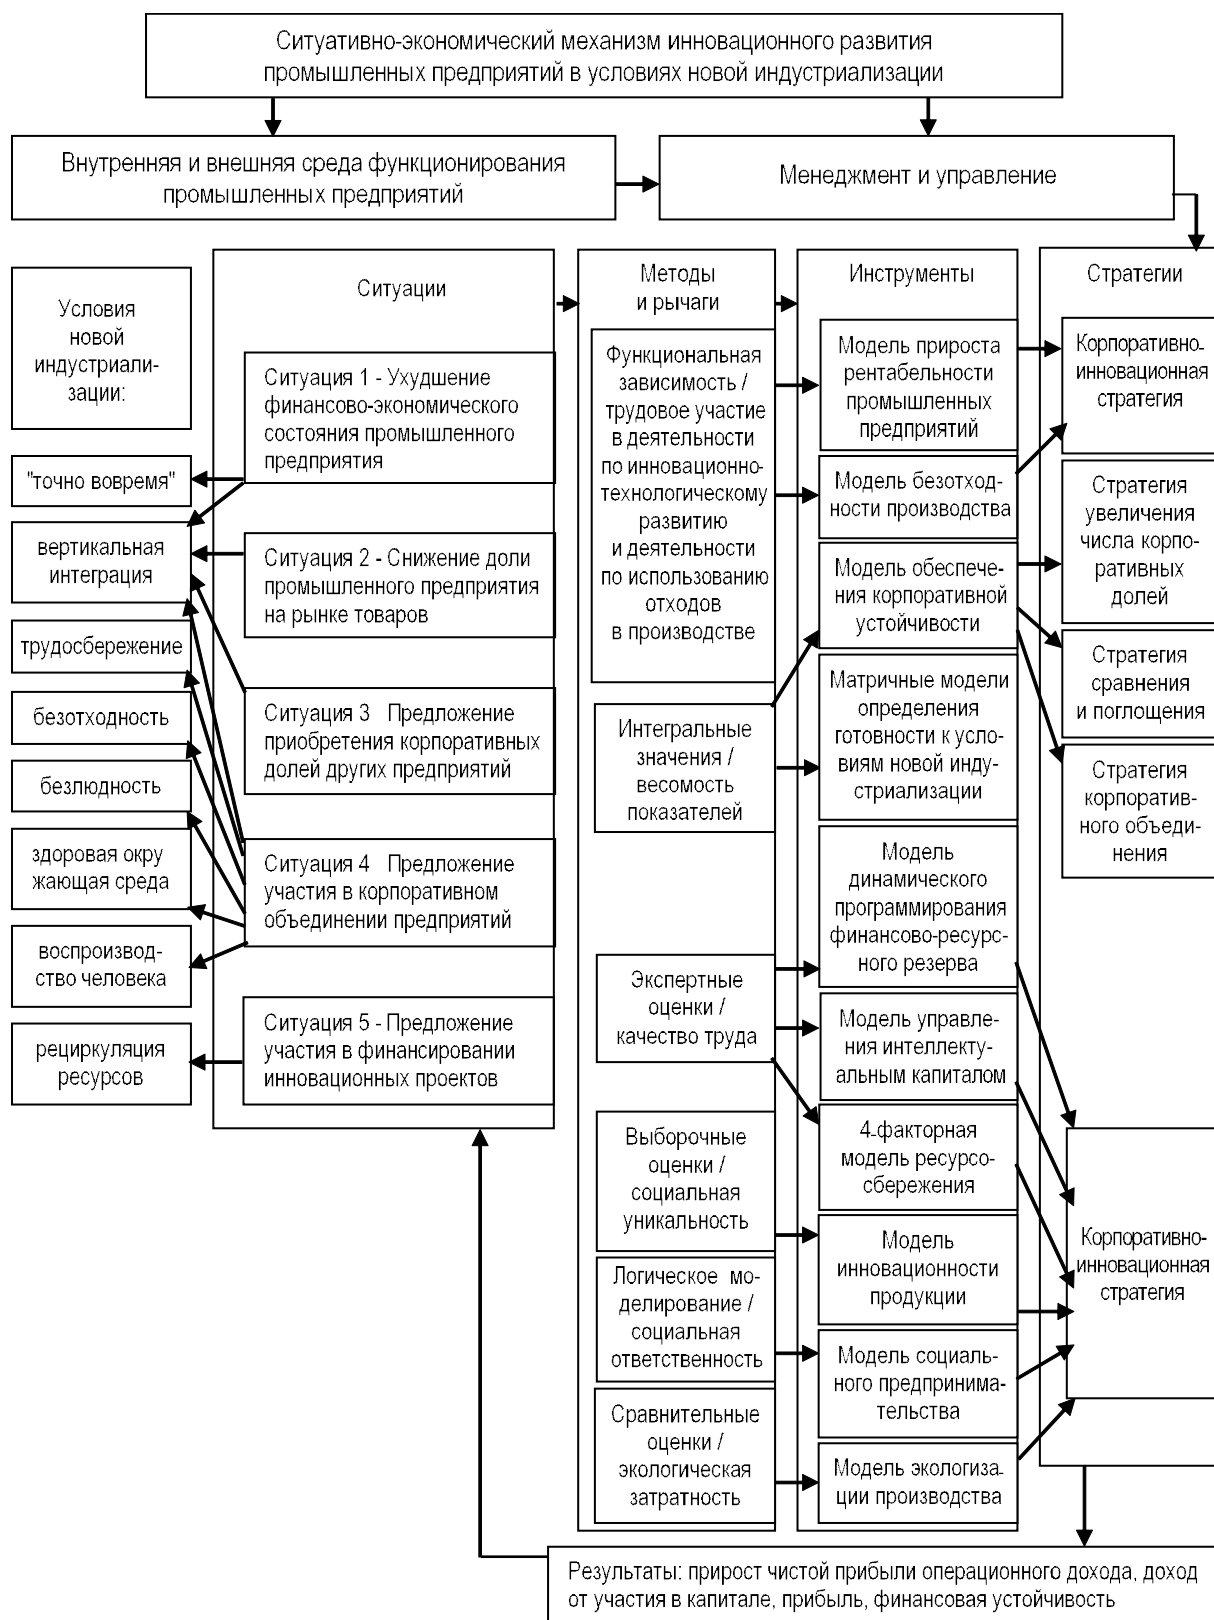 Ситуативно-экономический механизм инновационного развития
промышленных предприятий в условиях новой индустриализации
Внутренняя и внешняя среда функционирования
промышленных предприятий
Менеджмент и управление
Условия
новой
индустриали-
зации:
"точно вовремя"
вертикальная
интеграция
трудосбережение
безотходность
безлюдность
здоровая окру
жающая среда
воспроизвод-
ство человека
рециркуляция
ресурсов
Ситуации
Ситуация 1 - Ухудшение
финансово-экономического
состояния промышленного
предприятия
Ситуация 2 - Снижение доли
промышленного предприятия
на рынке товаров
Ситуация 3 Предложение
приобретения корпоративных
долей других предприятий
Ситуация 4 Предложение
участия в корпоративном
объединении предприятий
Ситуация 5 - Предложение
участия в финансировании
инновационных проектов
Методы
и рычаги
Функциональная
зависимость /
трудовое участие
в деятельности
по инновационно-
технологическому
развитию
и деятельности
по использованию
отходов
в производстве
Интегральные
значения /
весомость
показателей
Экспертные
оценки /
качество труда
Выборочные
оценки /
социальная
уникальность
Логическое мо-
делирование /
социальная
ответственность
Сравнительные
оценки /
экологическая
затратность
Инструменты
Модель прироста
рентабельности
промышленных
предприятий
Модель безотход-
ности производства
Модель обеспече-
ния корпоративной
устойчивости
Матричные модели
определения
готовности к усло-
виям новой инду-
стриализации
Модель
динамического
программирования
финансово-ресурс-
ного резерва
Модель управле-
ния интеллекту-
альным капиталом
4-факторная
модель ресурсо-
сбережения
Модель
инновационности
продукции
Модель социаль-
ного предпринима-
тельства
Модель экологиза-
ции производства
Стратегии
Корпоративно-
инновационная
стратегия
Стратегия
увеличения
числа корпо-
ративных
долей
Стратегия
сравнения
и поглощения
Стратегия
корпоратив-
ного объеди-
нения
Корпоративно-
инновационная
стратегия
Результаты: прирост чистой прибыли операционного дохода, доход
от участия в капитале, прибыль, финансовая устойчивость